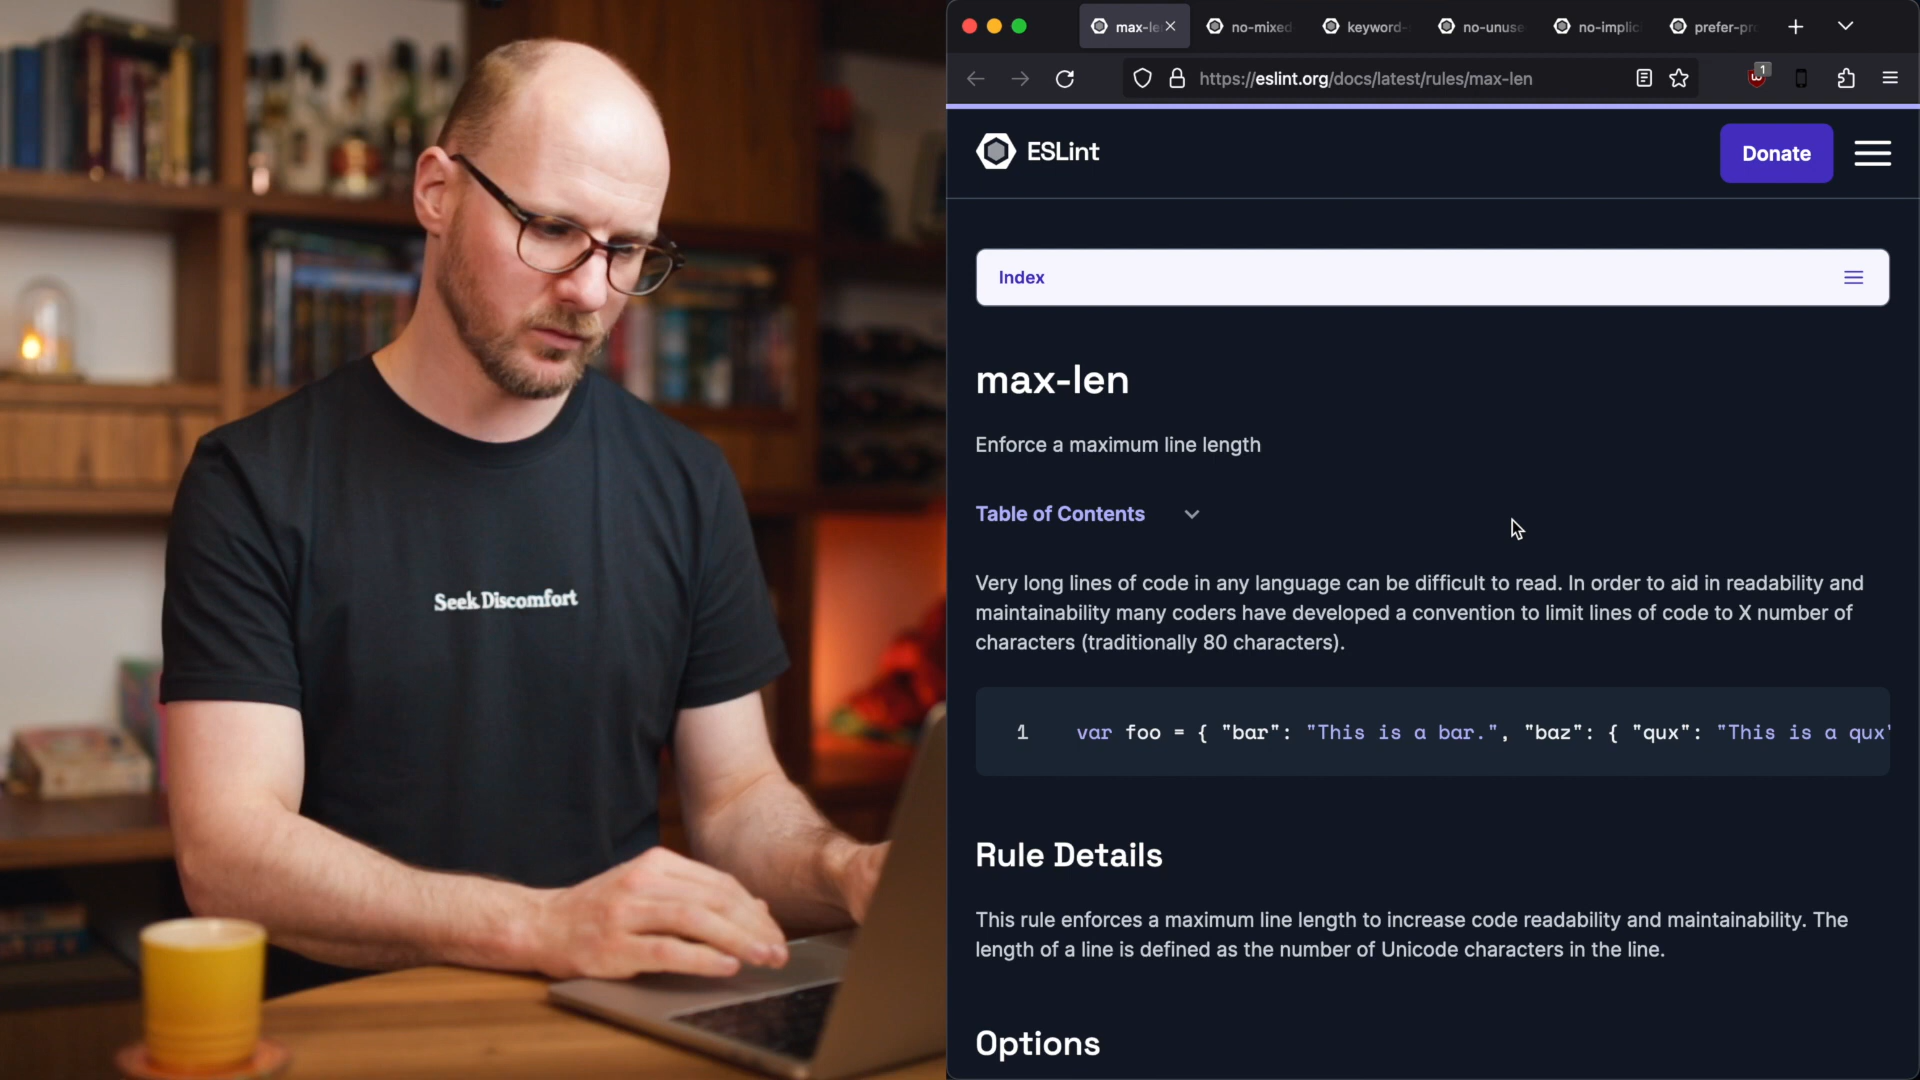 Seek Discomfort
max-le
no-mixed
keyword-
no-unuse
no-implic
prefer-pr
https://eslint.org/docs/latest/rules/max-len
1
ESLint
Donate
Index
max-len
Enforce a maximum line length
Table of Contents
Very long lines of code in any language can be difficult to read. In order to aid in readability and
maintainability many coders have developed a convention to limit lines of code to X number of
characters (traditionally 80 characters).
1 var foo = { "bar": "This is a bar.", "baz": { "qux": "This is a qux"
Rule Details
This rule enforces a maximum line length to increase code readability and maintainability. The
length of a line is defined as the number of Unicode characters in the line.
Options